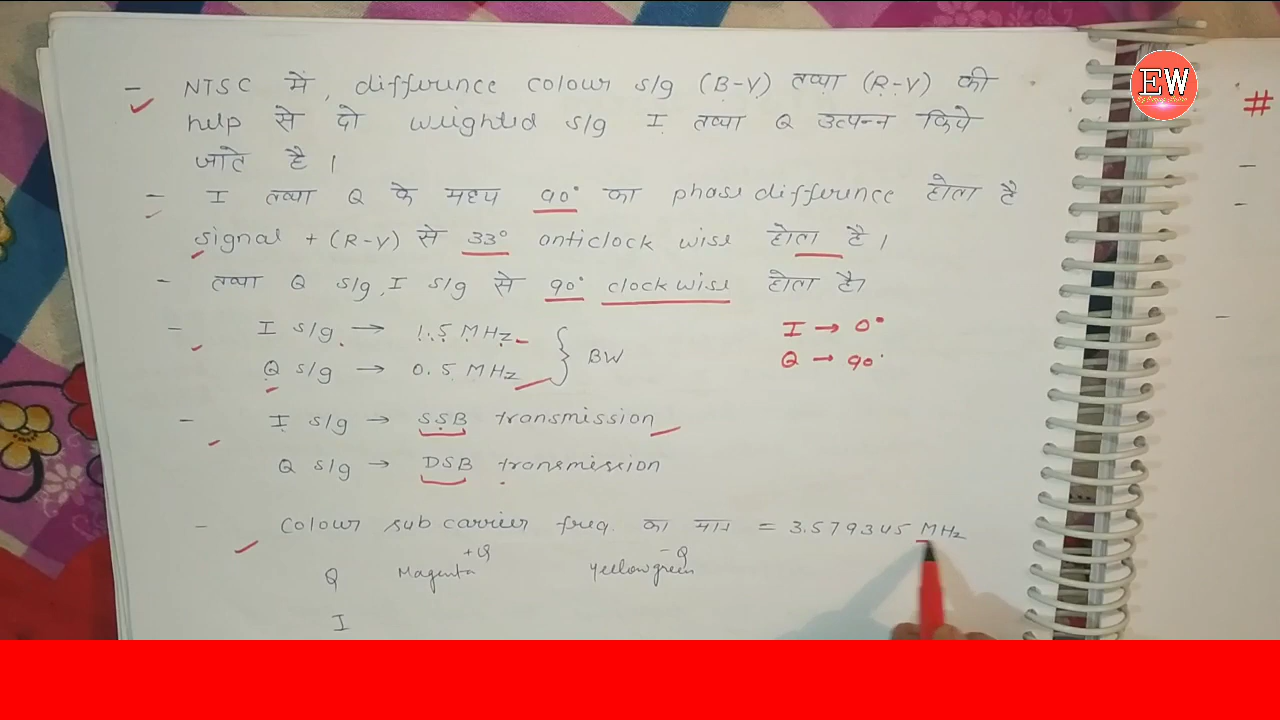 - NTSC में, difference colour s/g (B-Y) तथा (R-Y) की
help से दो weighted s/g I तथा Q उत्पन्न किये
जाते है ।
- I तथा Q के मध्य 90° का phase difference होता है
signal + (R-Y) से 33° anticlock wise होता है ।
- तथा Q s/g, I s/g से 90° clockwise होता है।
- I s/g → 1.5 MHz
Q s/g → 0.5 MHz } BW
I → 0°
Q → 90°
- I s/g → SSB transmission
Q s/g → DSB transmission
- Colour sub carrier freq. का मान = 3.579345 MHz
+Q -Q
Q Magenta Yellow green
I
EW
#